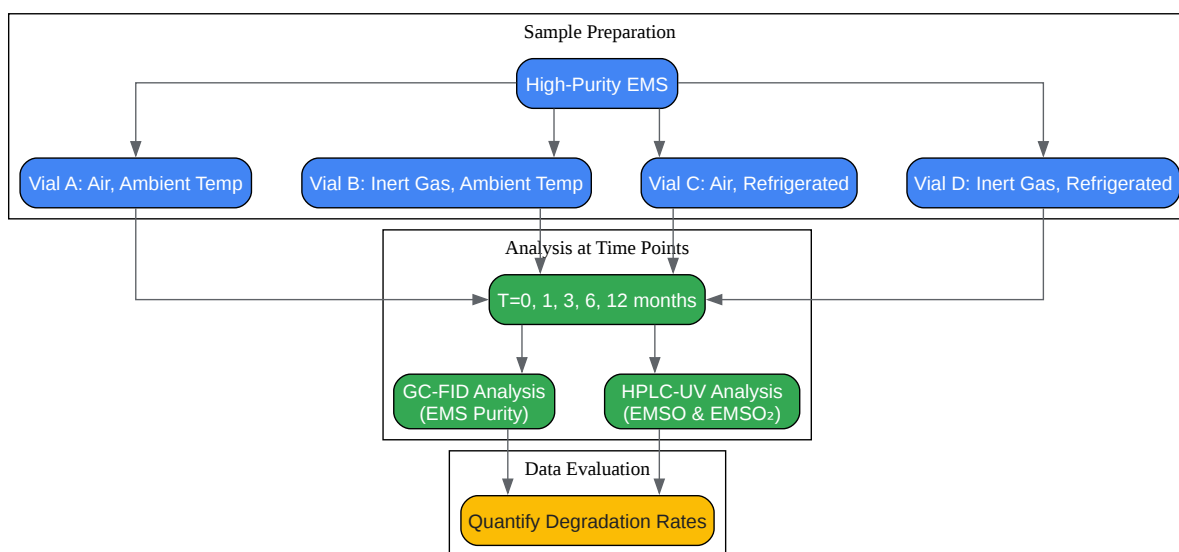 Sample Preparation
High-Purity EMS
Vial A: Air, Ambient Temp
Vial B: Inert Gas, Ambient Temp
Vial C: Air, Refrigerated
Vial D: Inert Gas, Refrigerated
Analysis at Time Points
T=0, 1, 3, 6, 12 months
GC-FID Analysis
(EMS Purity)
HPLC-UV Analysis
(EMSO & EMSO₂)
Data Evaluation
Quantify Degradation Rates